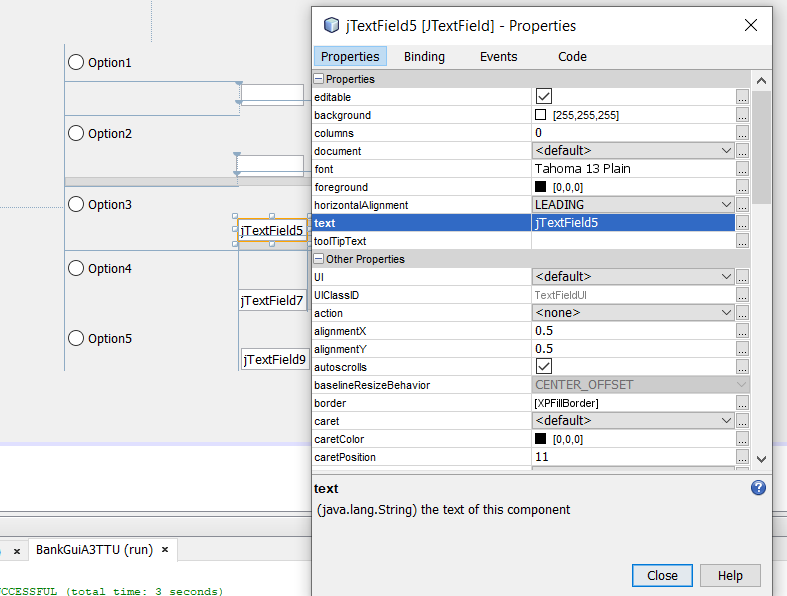 jTextField5 [JTextField] - Properties
Properties Binding Events Code
Properties
editable
background [255,255,255] ...
columns 0 ...
document <default> ...
font Tahoma 13 Plain ...
foreground [0,0,0] ...
horizontalAlignment LEADING ...
text jTextField5 ...
toolTipText ...
Other Properties
UI <default> ...
UIClassID TextFieldUI ...
action <none> ...
alignmentX 0.5 ...
alignmentY 0.5 ...
autoscrolls ...
baselineResizeBehavior CENTER_OFFSET
border [XPFillBorder] ...
caret <default> ...
caretColor [0,0,0] ...
caretPosition 11 ...
text
(java.lang.String) the text of this component
?
Close Help
Option1
Option2
Option3
jTextField5
Option4
jTextField7
Option5
jTextField9
BankGuiA3TTU (run) ×
(total time: 3 seconds)